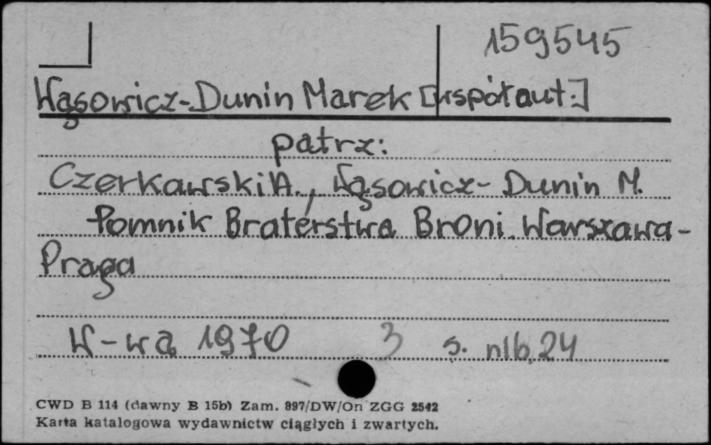 159545
Wąsowicz-Dunin Marek [współaut.]
patrz:
Czerkawski A., Wąsowicz-Dunin M.
Pomnik Braterstwa Broni. Warszawa-
Praga
W-wa 1970 3 s. nlb. 24
CWD B 114 (dawny B 15b) Zam. 897/DW/On ZGG 2542
Karta katalogowa wydawnictw ciągłych i zwartych.